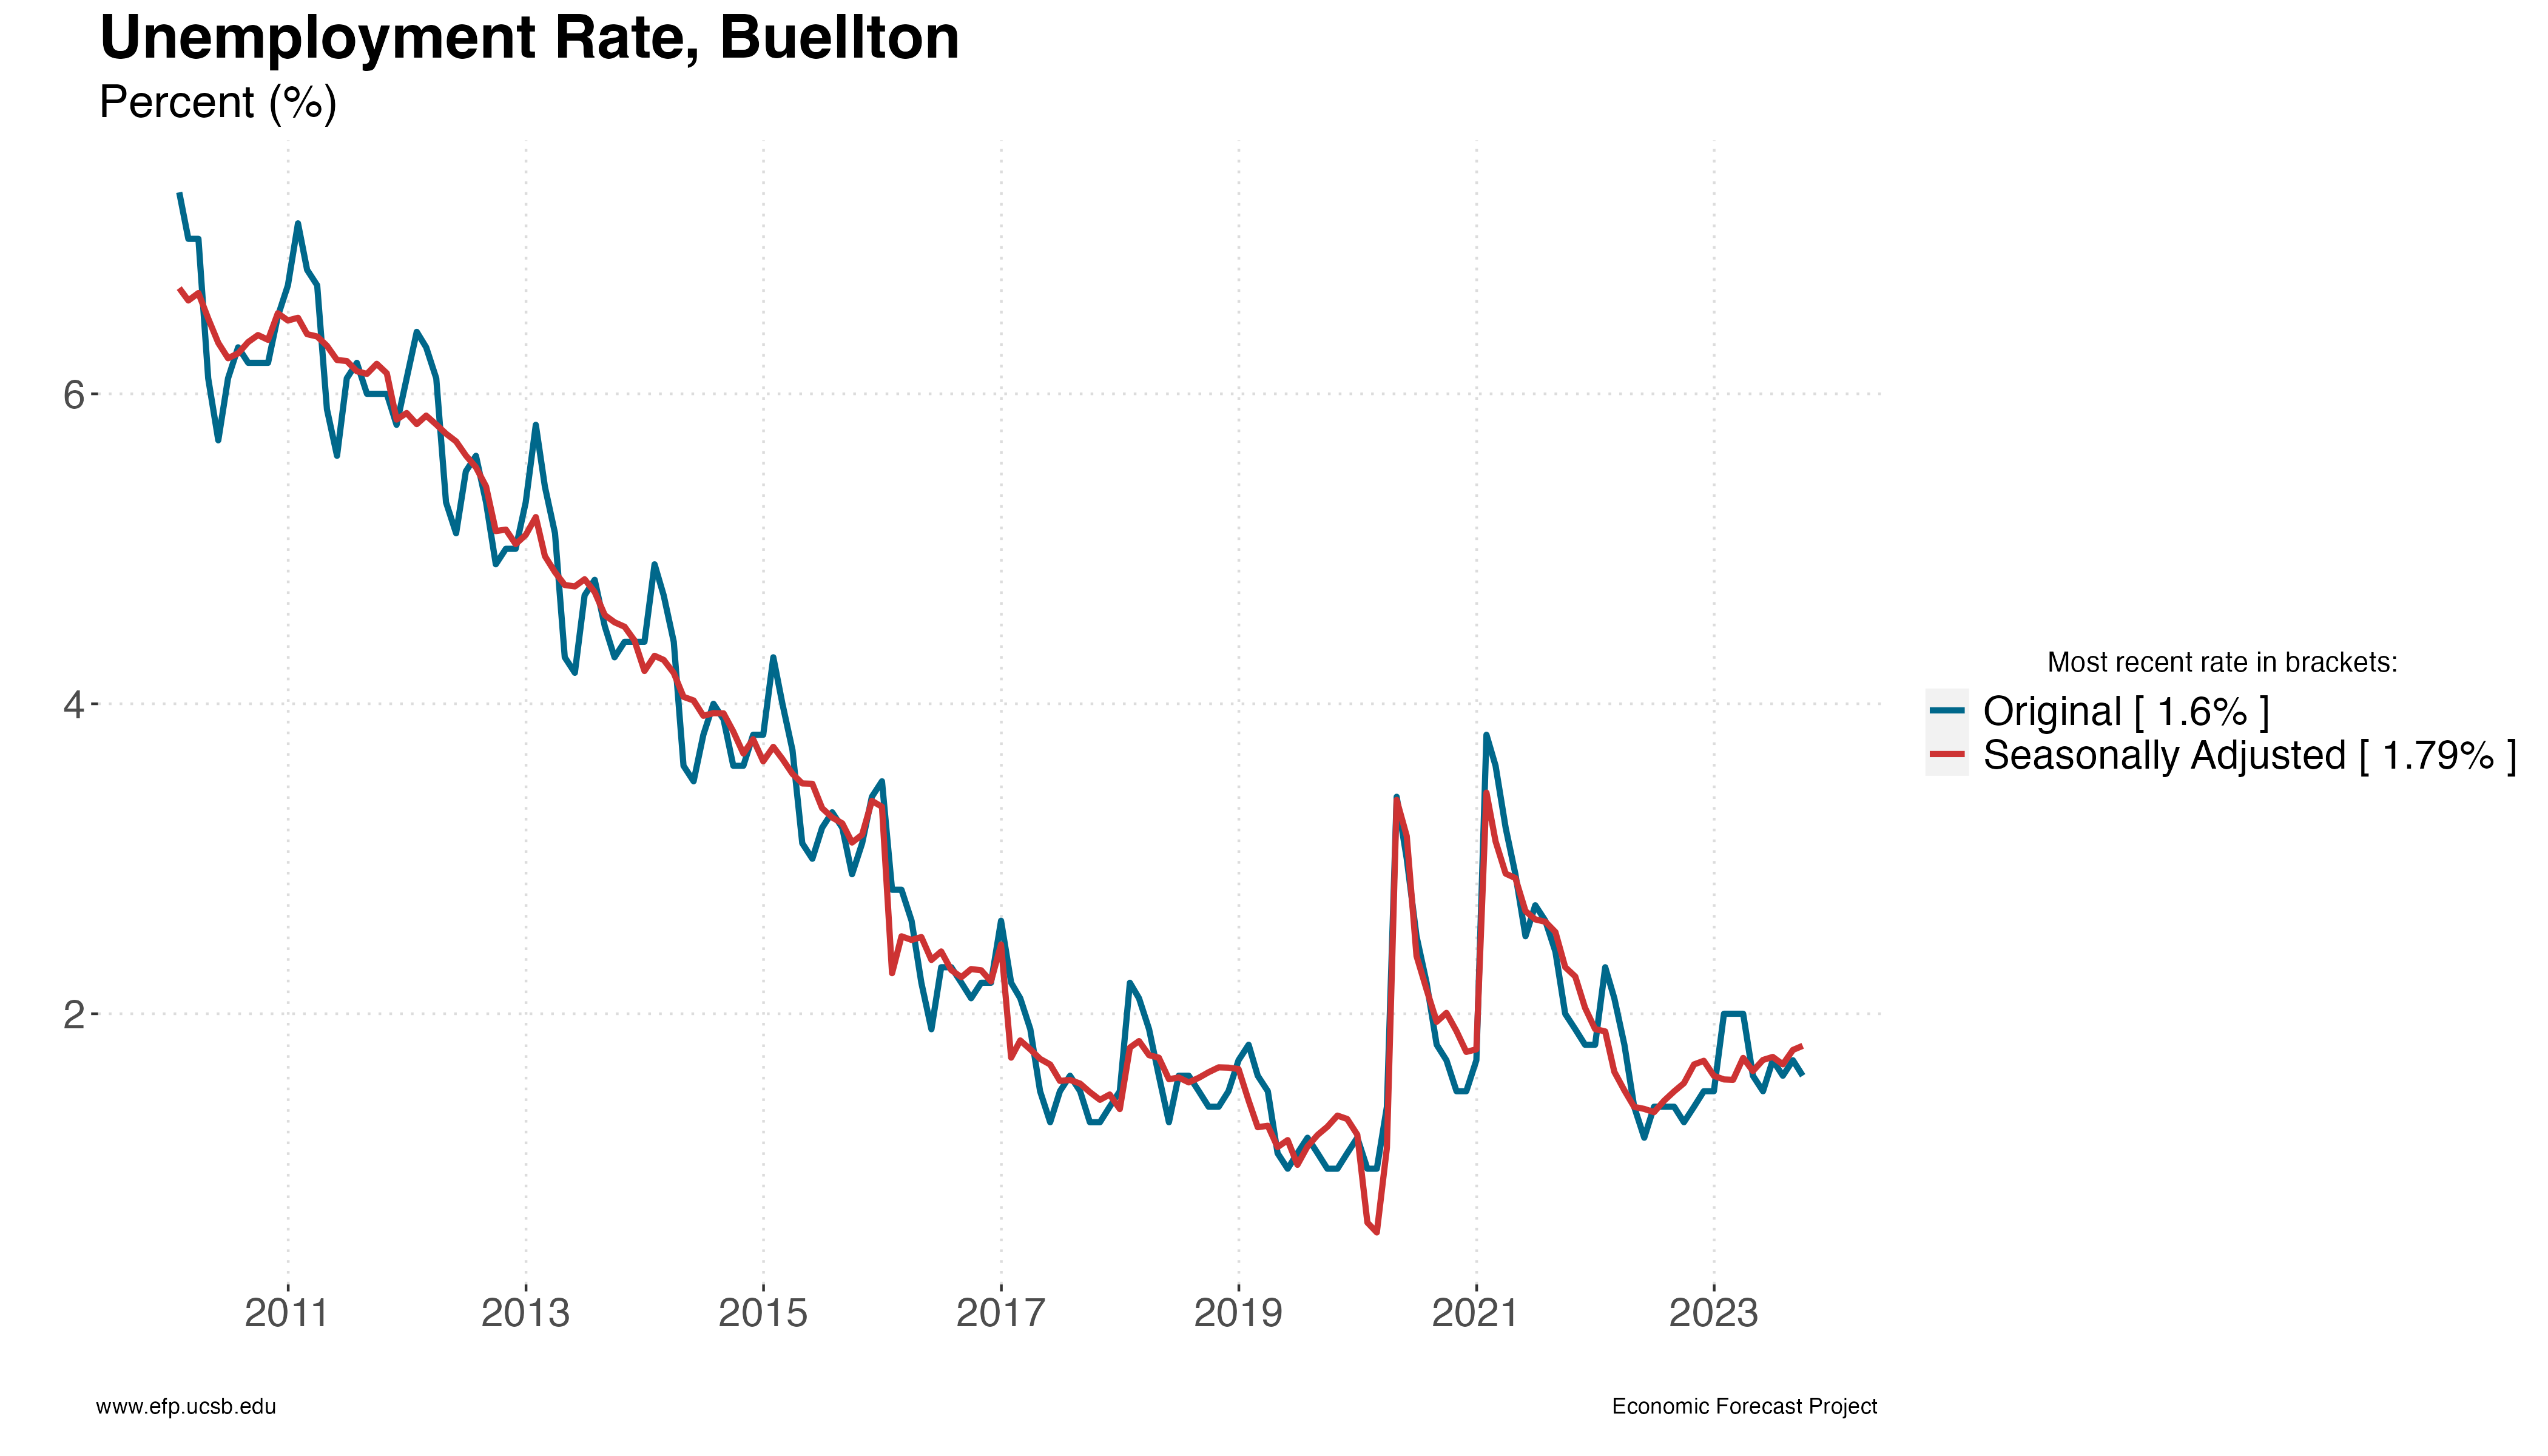 Unemployment Rate, Buellton
Percent (%)
6
4
2
2011 2013 2015 2017 2019 2021 2023
Most recent rate in brackets:
Original [ 1.6% ]
Seasonally Adjusted [ 1.79% ]
www.efp.ucsb.edu
Economic Forecast Project